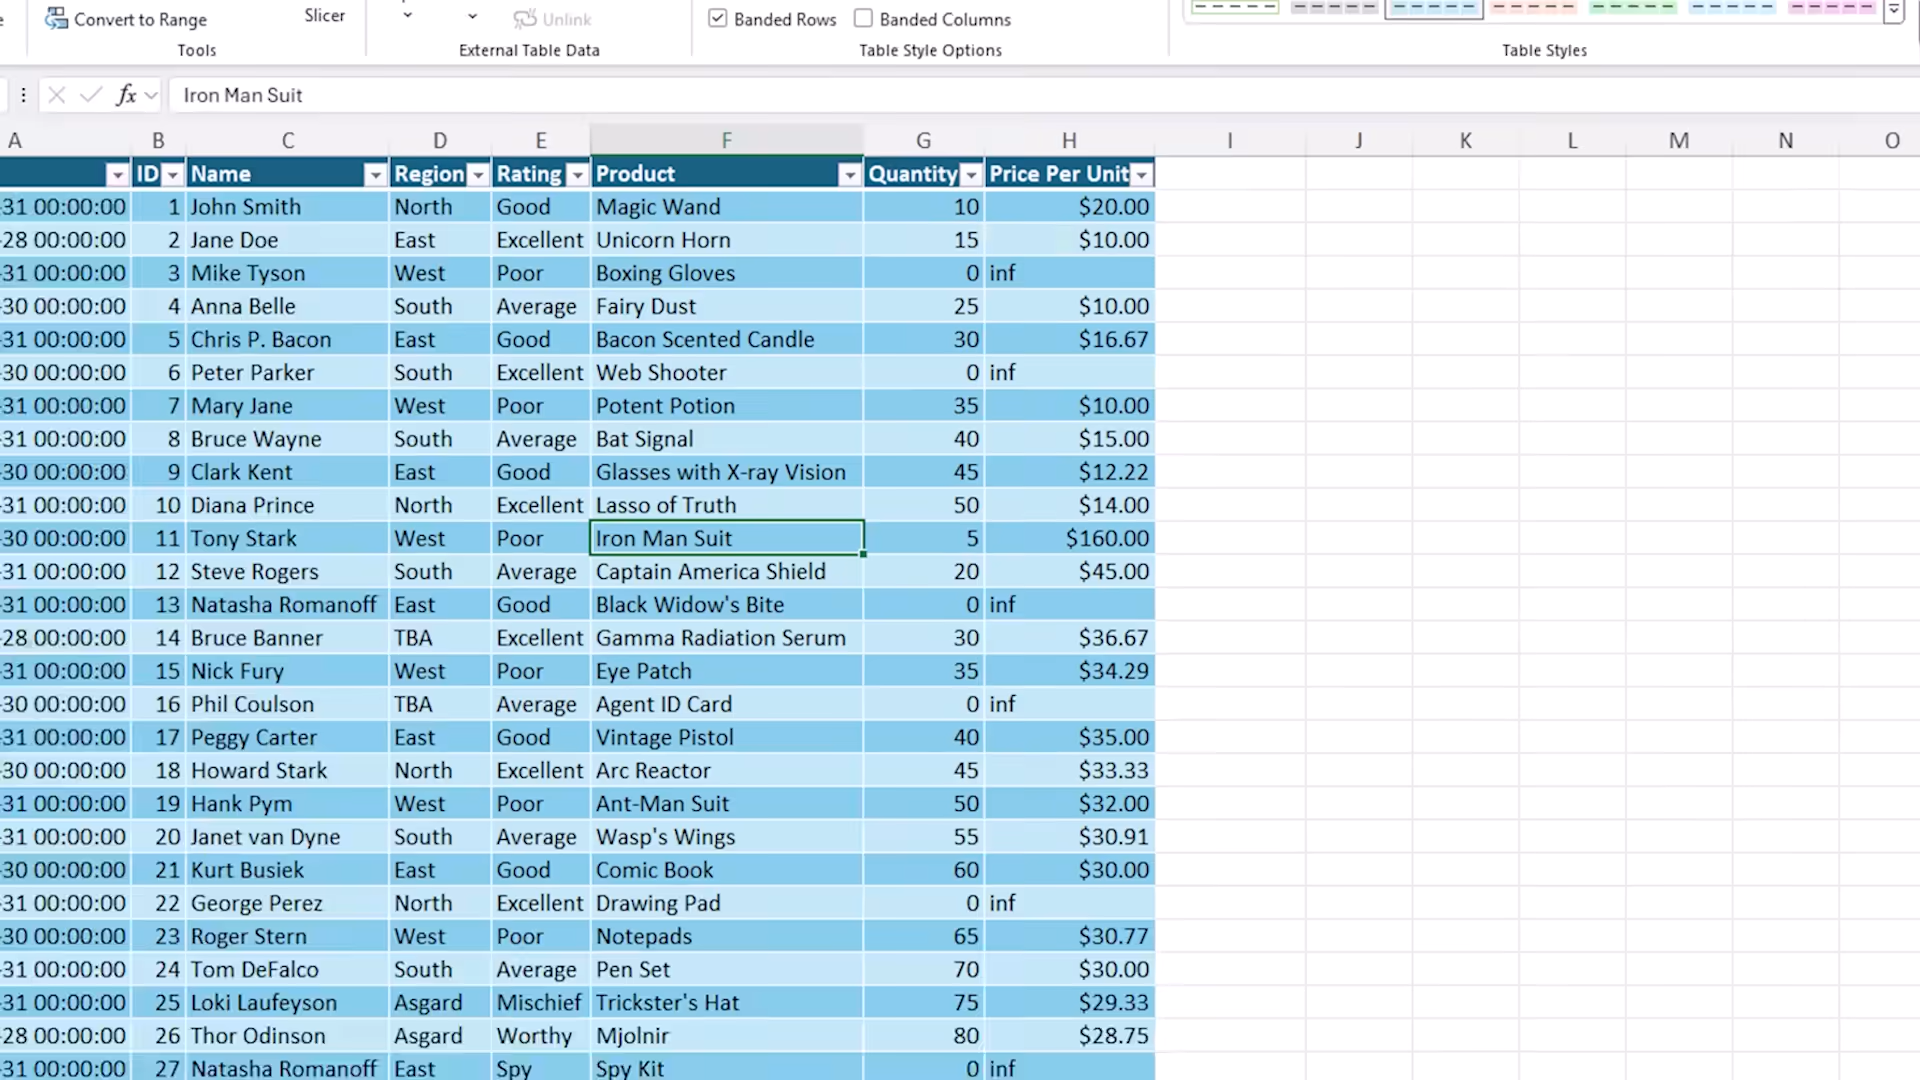 Convert to Range
Slicer
Unlink
Banded Rows
Banded Columns
Tools
External Table Data
Table Style Options
Table Styles
fx
Iron Man Suit
A B C D E F G H I J K L M N O
ID Name Region Rating Product Quantity Price Per Unit
-31 00:00:00 1 John Smith North Good Magic Wand 10 $20.00
-28 00:00:00 2 Jane Doe East Excellent Unicorn Horn 15 $10.00
-31 00:00:00 3 Mike Tyson West Poor Boxing Gloves 0 inf
-30 00:00:00 4 Anna Belle South Average Fairy Dust 25 $10.00
-31 00:00:00 5 Chris P. Bacon East Good Bacon Scented Candle 30 $16.67
-30 00:00:00 6 Peter Parker South Excellent Web Shooter 0 inf
-31 00:00:00 7 Mary Jane West Poor Potent Potion 35 $10.00
-31 00:00:00 8 Bruce Wayne South Average Bat Signal 40 $15.00
-30 00:00:00 9 Clark Kent East Good Glasses with X-ray Vision 45 $12.22
-31 00:00:00 10 Diana Prince North Excellent Lasso of Truth 50 $14.00
-30 00:00:00 11 Tony Stark West Poor Iron Man Suit 5 $160.00
-31 00:00:00 12 Steve Rogers South Average Captain America Shield 20 $45.00
-31 00:00:00 13 Natasha Romanoff East Good Black Widow's Bite 0 inf
-28 00:00:00 14 Bruce Banner TBA Excellent Gamma Radiation Serum 30 $36.67
-31 00:00:00 15 Nick Fury West Poor Eye Patch 35 $34.29
-30 00:00:00 16 Phil Coulson TBA Average Agent ID Card 0 inf
-31 00:00:00 17 Peggy Carter East Good Vintage Pistol 40 $35.00
-30 00:00:00 18 Howard Stark North Excellent Arc Reactor 45 $33.33
-31 00:00:00 19 Hank Pym West Poor Ant-Man Suit 50 $32.00
-31 00:00:00 20 Janet van Dyne South Average Wasp's Wings 55 $30.91
-30 00:00:00 21 Kurt Busiek East Good Comic Book 60 $30.00
-31 00:00:00 22 George Perez North Excellent Drawing Pad 0 inf
-30 00:00:00 23 Roger Stern West Poor Notepads 65 $30.77
-31 00:00:00 24 Tom DeFalco South Average Pen Set 70 $30.00
-31 00:00:00 25 Loki Laufeyson Asgard Mischief Trickster's Hat 75 $29.33
-28 00:00:00 26 Thor Odinson Asgard Worthy Mjolnir 80 $28.75
-31 00:00:00 27 Natasha Romanoff East Spy Spy Kit 0 inf